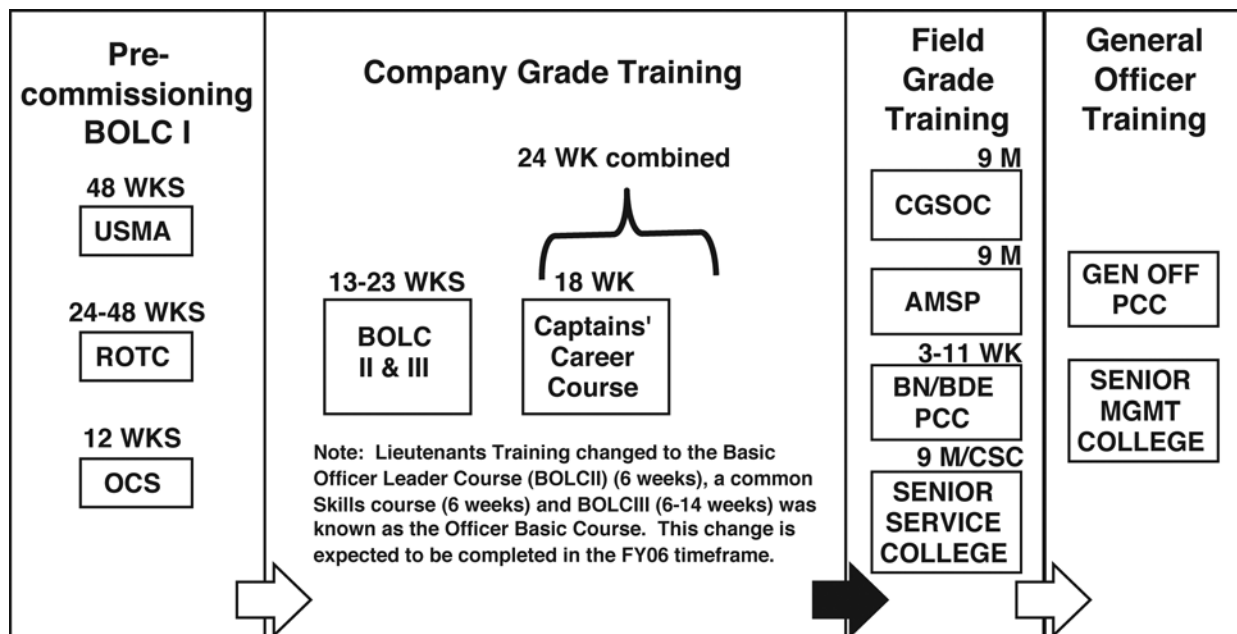 Pre-
commissioning
BOLC I
48 WKS
USMA
24-48 WKS
ROTC
12 WKS
OCS
Company Grade Training
24 WK combined
13-23 WKS
BOLC
II & III
18 WK
Captains'
Career
Course
Note: Lieutenants Training changed to the Basic
Officer Leader Course (BOLCII) (6 weeks), a common
Skills course (6 weeks) and BOLCIII (6-14 weeks) was
known as the Officer Basic Course. This change is
expected to be completed in the FY06 timeframe.
Field
Grade
Training
9 M
CGSOC
9 M
AMSP
3-11 WK
BN/BDE
PCC
9 M/CSC
SENIOR
SERVICE
COLLEGE
General
Officer
Training
GEN OFF
PCC
SENIOR
MGMT
COLLEGE